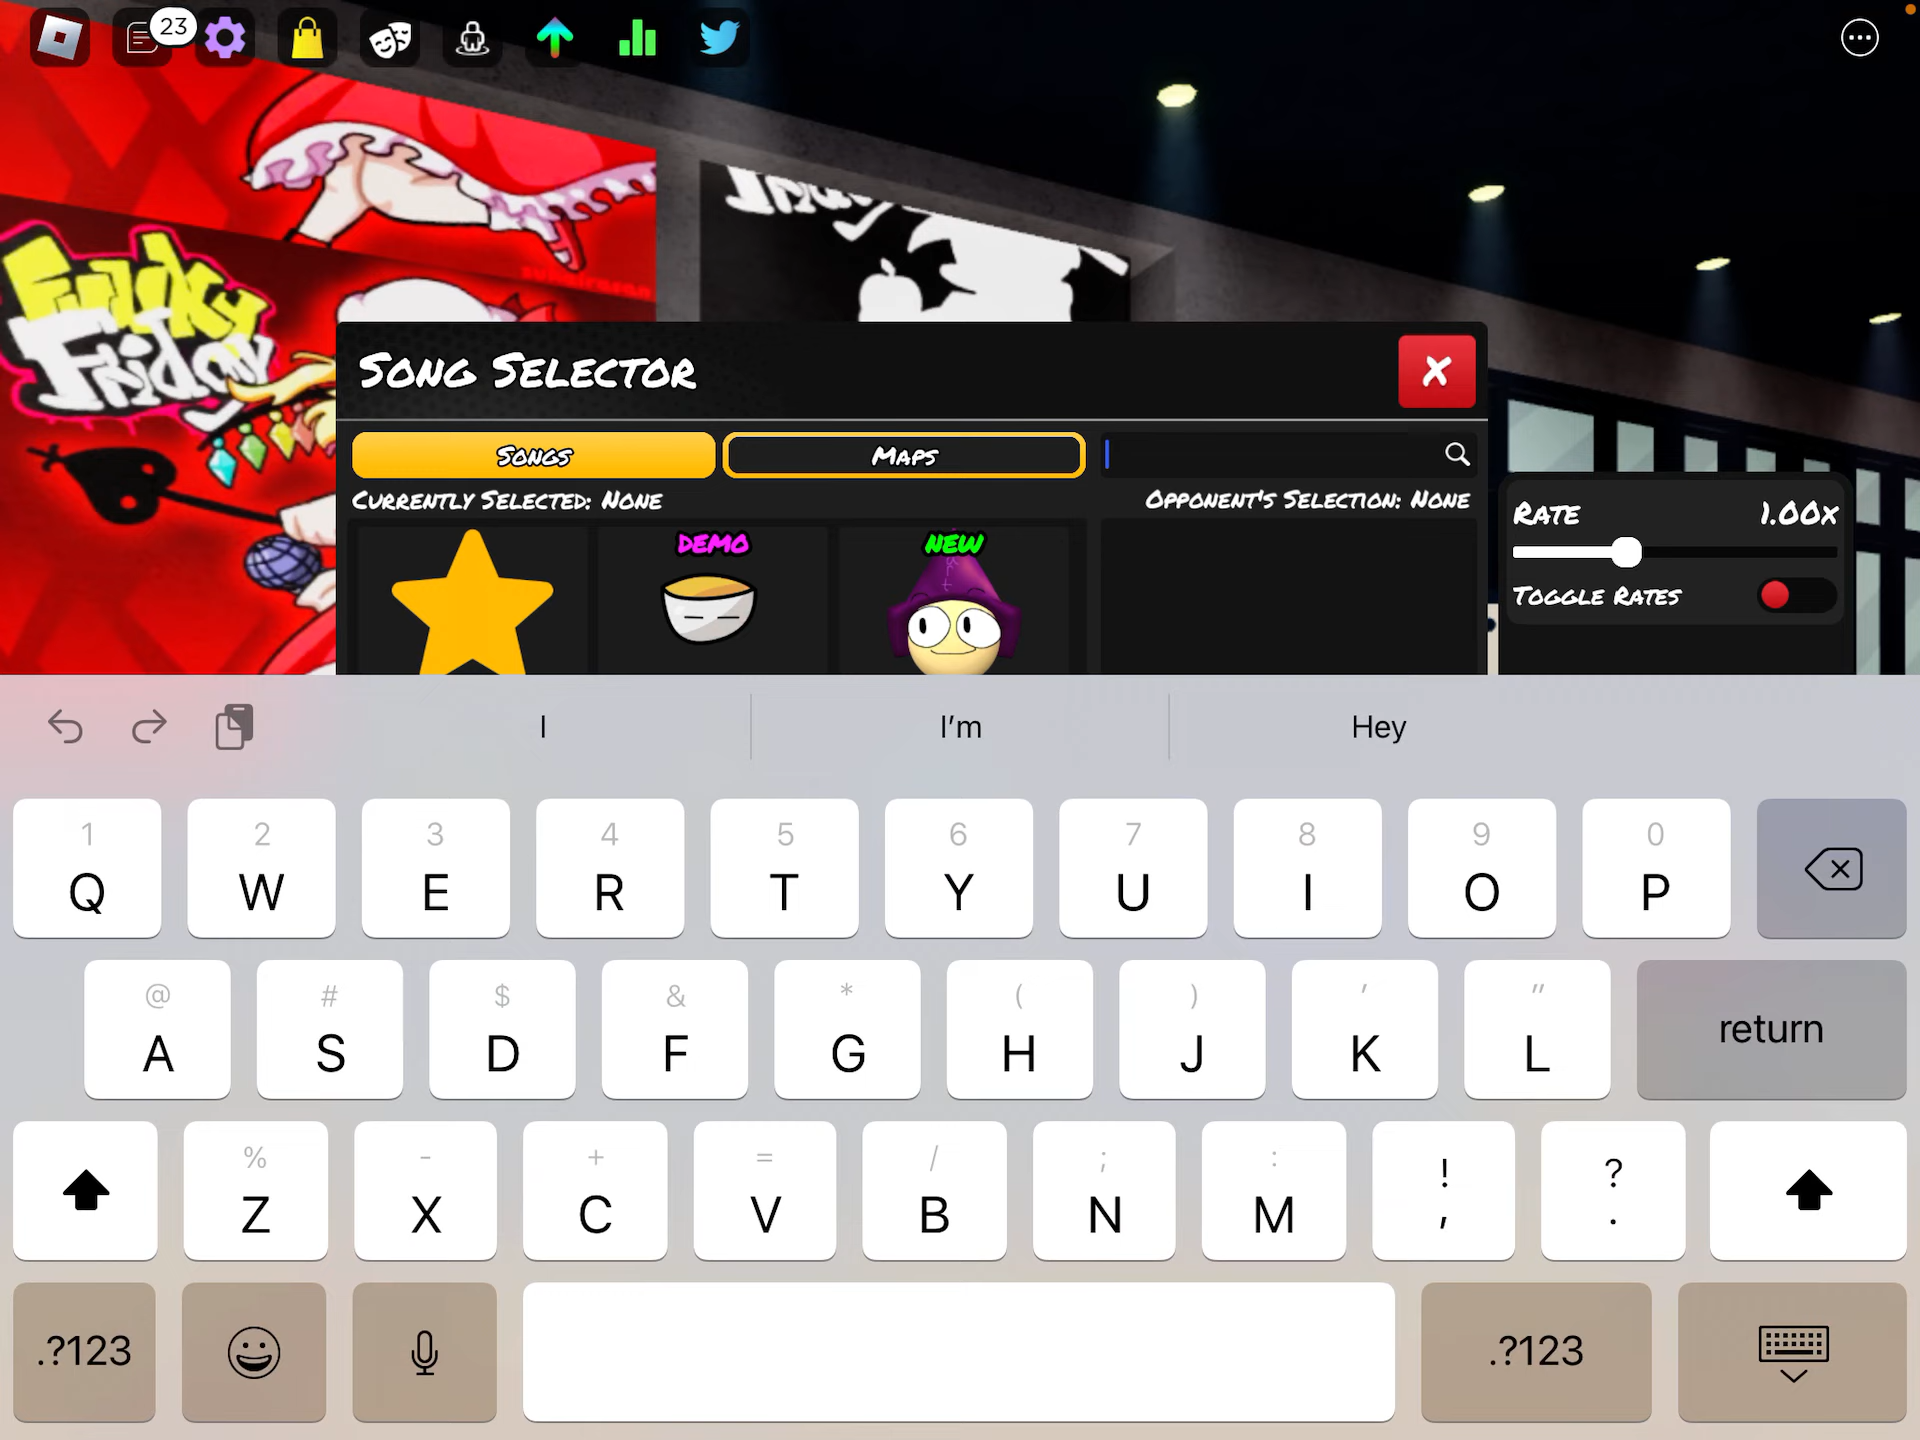 23
Funky
Friday
Friday
Song Selector
X
Songs
Maps
Currently Selected: None
Opponent's Selection: None
DEMO
NEW
Rate
1.00x
Toggle Rates
I
I'm
Hey
1 2 3 4 5 6 7 8 9 0
Q W E R T Y U I O P
@ # $ & * ( ) ' "
A S D F G H J K L return
% - + = / ; : ! ?
Z X C V B N M , .
.?123 .?123